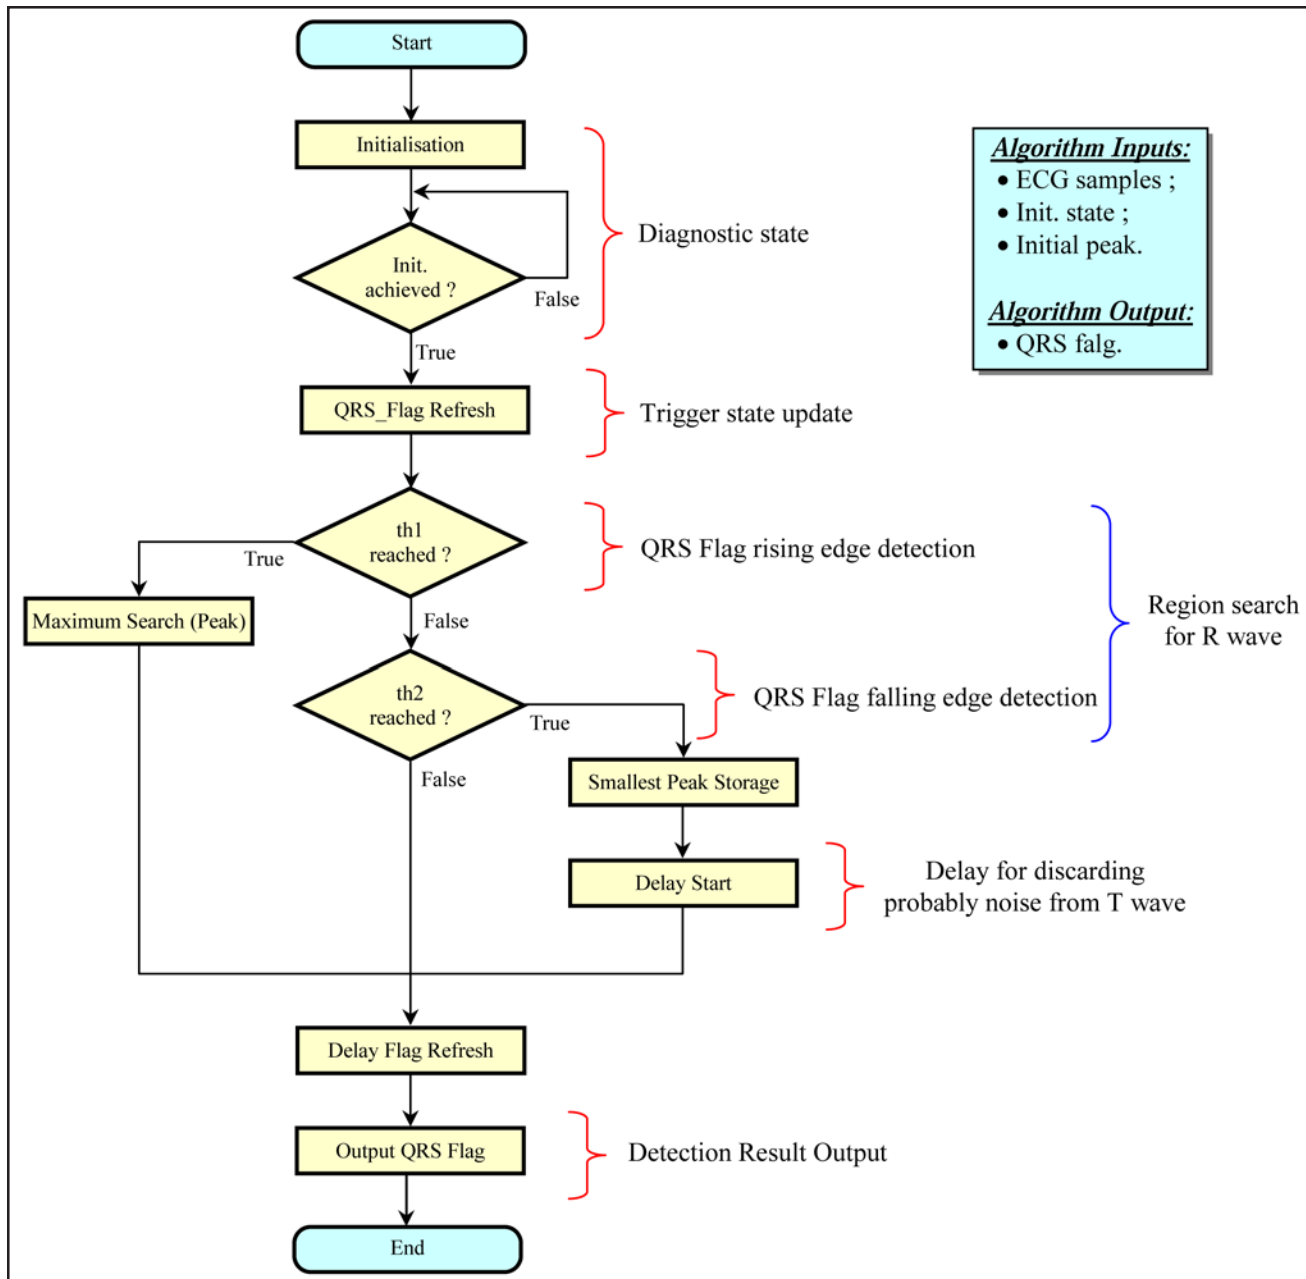 Start
Initialisation
Algorithm Inputs:
• ECG samples ;
• Init. state ;
• Initial peak.
Algorithm Output:
• QRS falg.
Diagnostic state
Init.
achieved ?
False
True
QRS_Flag Refresh
Trigger state update
th1
reached ?
True
QRS Flag rising edge detection
Maximum Search (Peak)
False
Region search
for R wave
th2
reached ?
True
QRS Flag falling edge detection
False
Smallest Peak Storage
Delay Start
Delay for discarding
probably noise from T wave
Delay Flag Refresh
Output QRS Flag
Detection Result Output
End